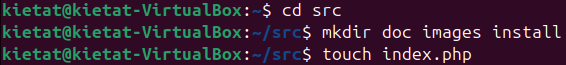 kietat@kietat-VirtualBox:~$ cd src
kietat@kietat-VirtualBox:~/src$ mkdir doc images install
kietat@kietat-VirtualBox:~/src$ touch index.php